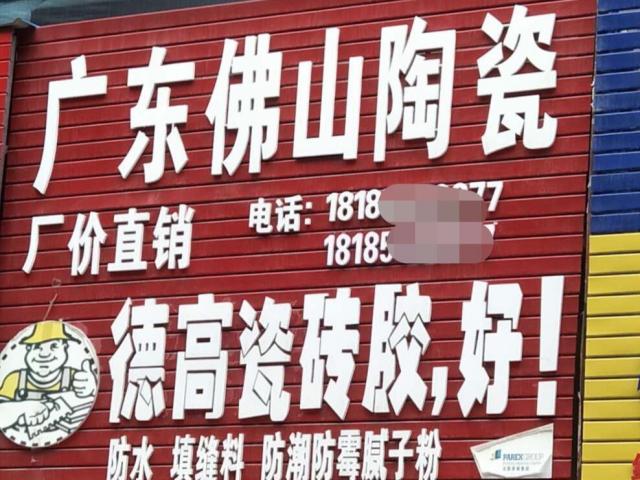 广东佛山陶瓷
厂价直销
电话：1818
18185
德高瓷砖胶,好!
防水 填缝料 防潮防霉腻子粉
PAREXGROUP